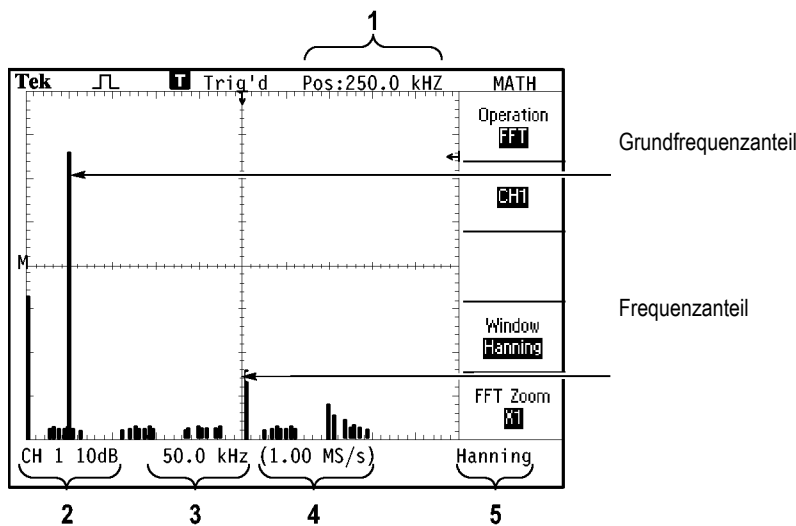 1
Tek T Trig'd Pos:250.0 kHZ MATH
Operation
FFT
Grundfrequenzanteil
CH1
M
Frequenzanteil
Window
Hanning
FFT Zoom
X1
CH 1 10dB 50.0 kHz (1.00 MS/s) Hanning
2 3 4 5